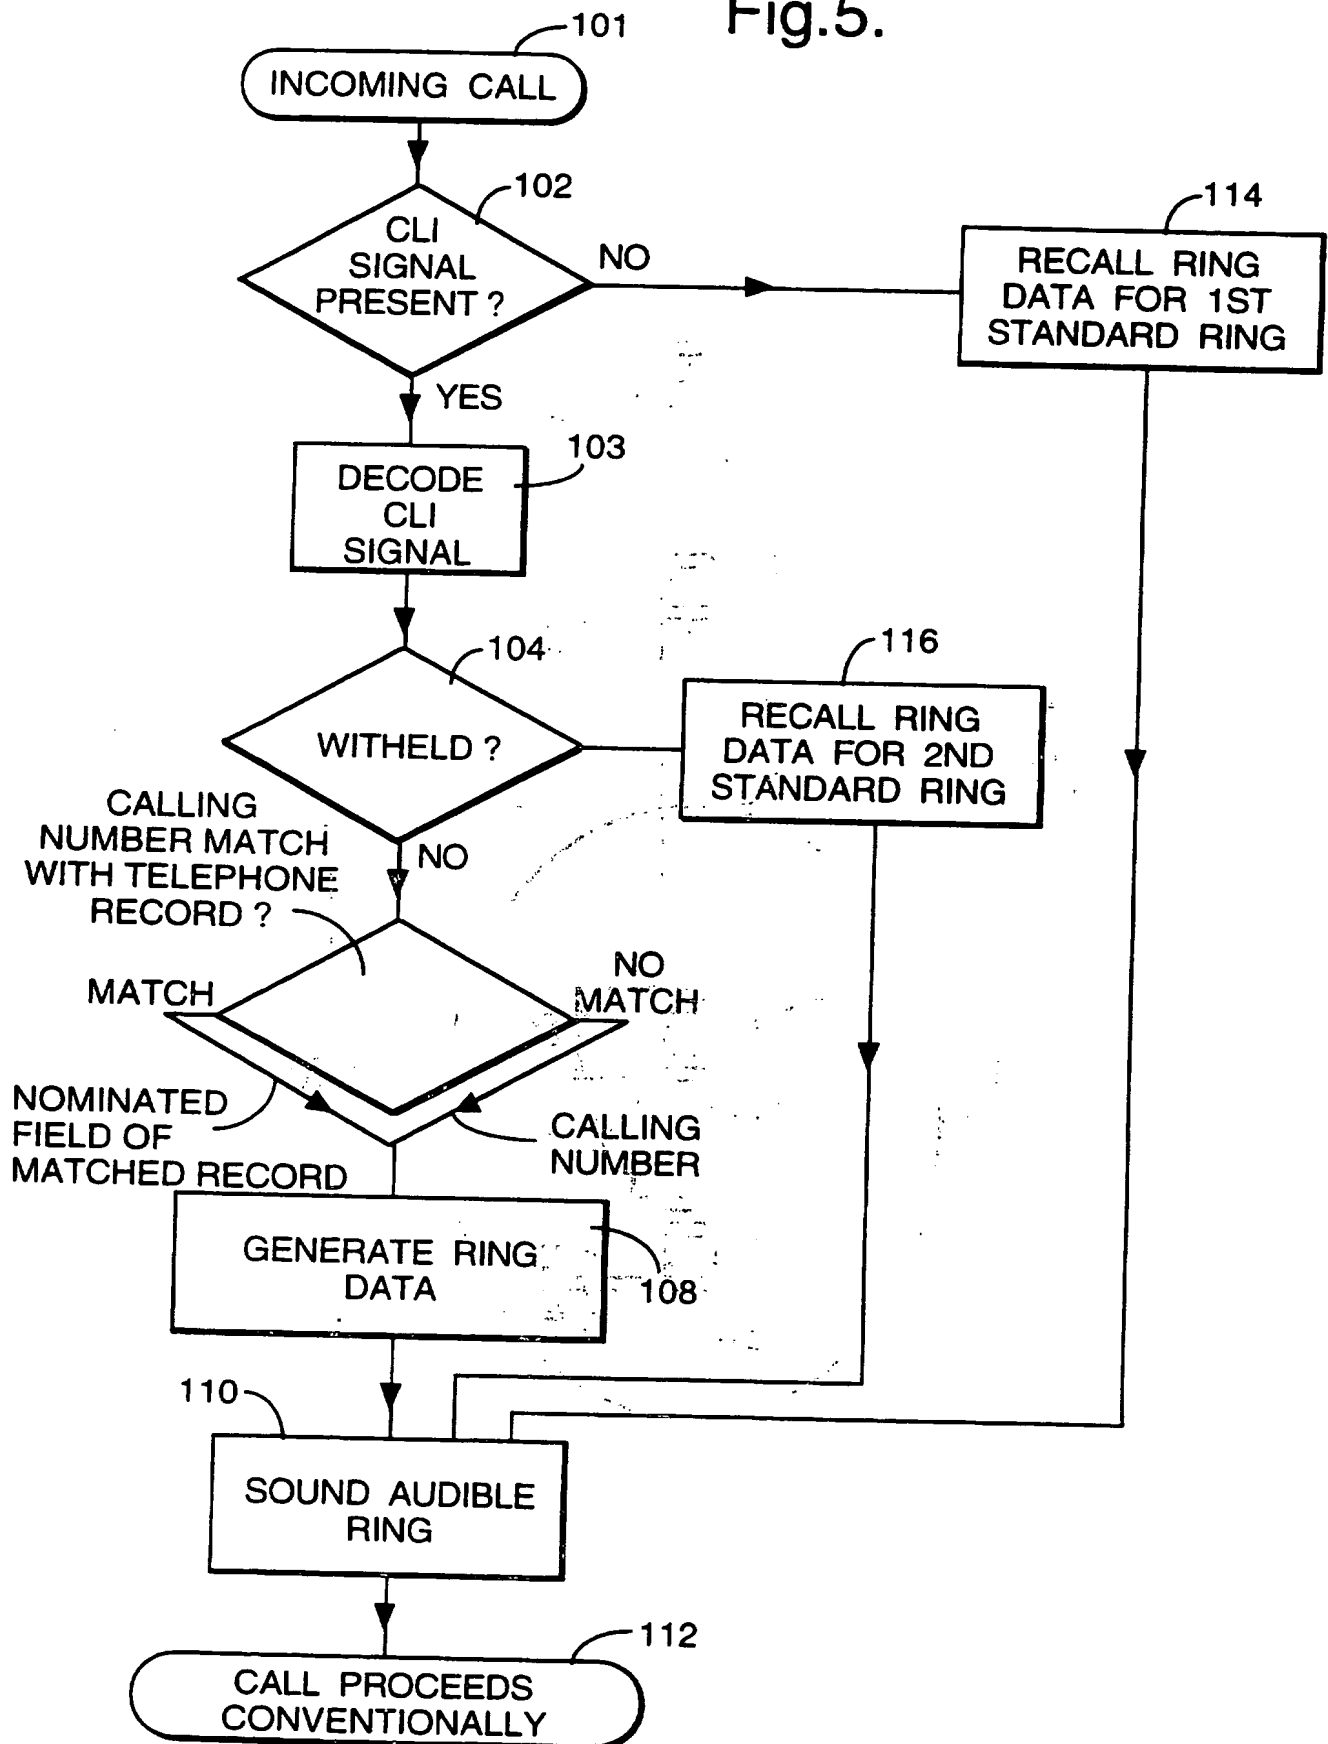 Fig.5.
101
INCOMING CALL
102
CLI
SIGNAL
PRESENT ?
NO
114
RECALL RING
DATA FOR 1ST
STANDARD RING
YES
103
DECODE
CLI
SIGNAL
104
WITHELD ?
116
RECALL RING
DATA FOR 2ND
STANDARD RING
NO
CALLING
NUMBER MATCH
WITH TELEPHONE
RECORD ?
MATCH
NO
MATCH
NOMINATED
FIELD OF
MATCHED RECORD
CALLING
NUMBER
GENERATE RING
DATA
108
110
SOUND AUDIBLE
RING
112
CALL PROCEEDS
CONVENTIONALLY